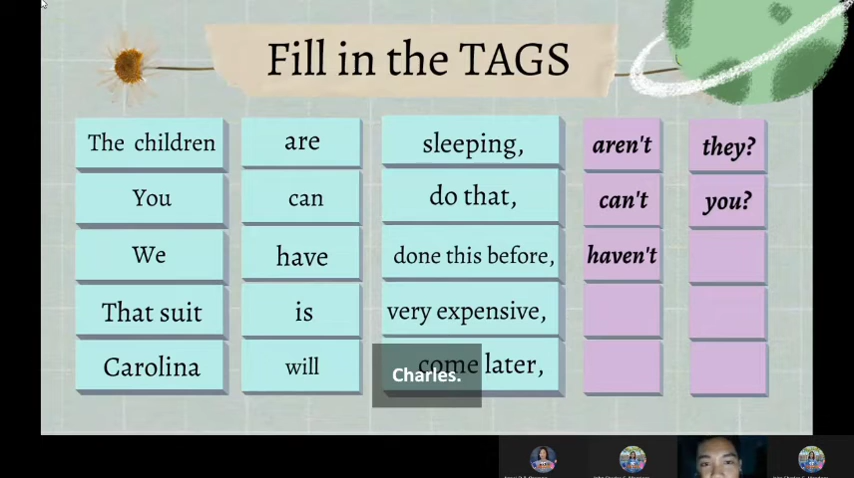 Fill in the TAGS
The children are sleeping, aren't they?
You can do that, can't you?
We have done this before, haven't
That suit is very expensive,
Carolina will come later,
Charles.